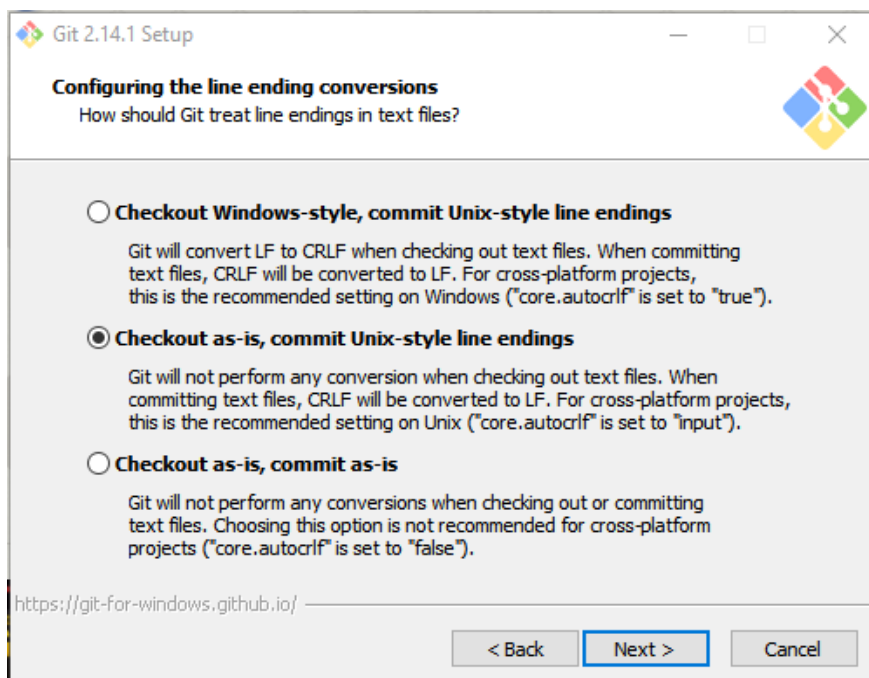 Git 2.14.1 Setup
Configuring the line ending conversions
How should Git treat line endings in text files?
Checkout Windows-style, commit Unix-style line endings
Git will convert LF to CRLF when checking out text files. When committing
text files, CRLF will be converted to LF. For cross-platform projects,
this is the recommended setting on Windows ("core.autocrlf" is set to "true").
Checkout as-is, commit Unix-style line endings
Git will not perform any conversion when checking out text files. When
committing text files, CRLF will be converted to LF. For cross-platform projects,
this is the recommended setting on Unix ("core.autocrlf" is set to "input").
Checkout as-is, commit as-is
Git will not perform any conversions when checking out or committing
text files. Choosing this option is not recommended for cross-platform
projects ("core.autocrlf" is set to "false").
https://git-for-windows.github.io/
< Back Next > Cancel